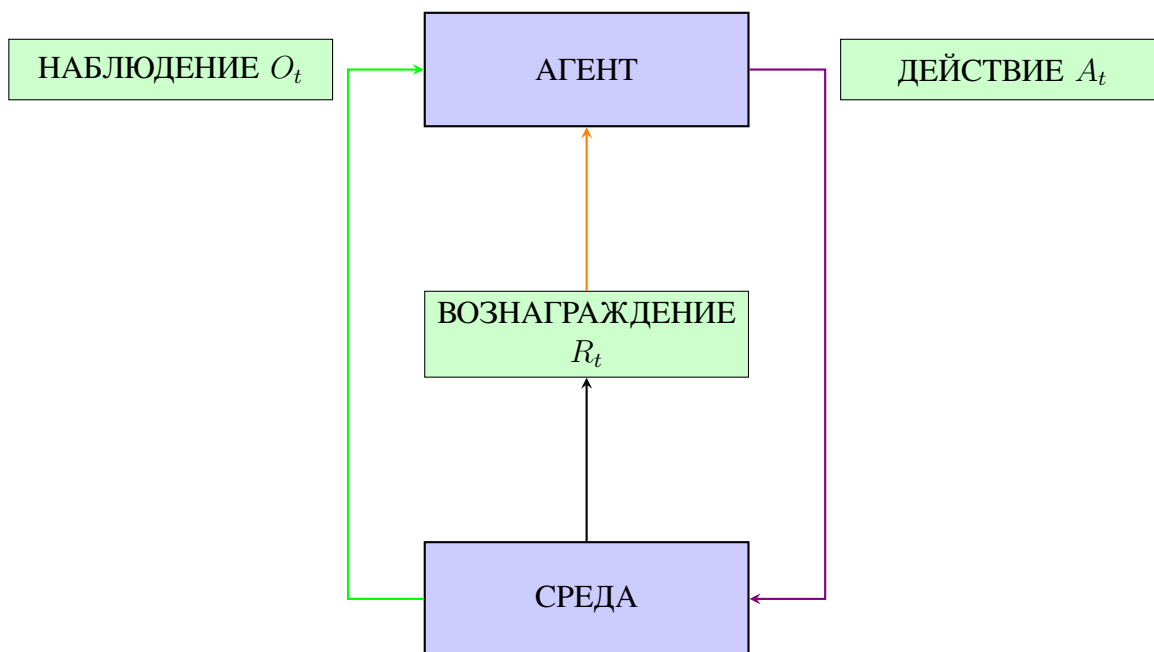 НАБЛЮДЕНИЕ O_t
АГЕНТ
ДЕЙСТВИЕ A_t
ВОЗНАГРАЖДЕНИЕ
R_t
СРЕДА